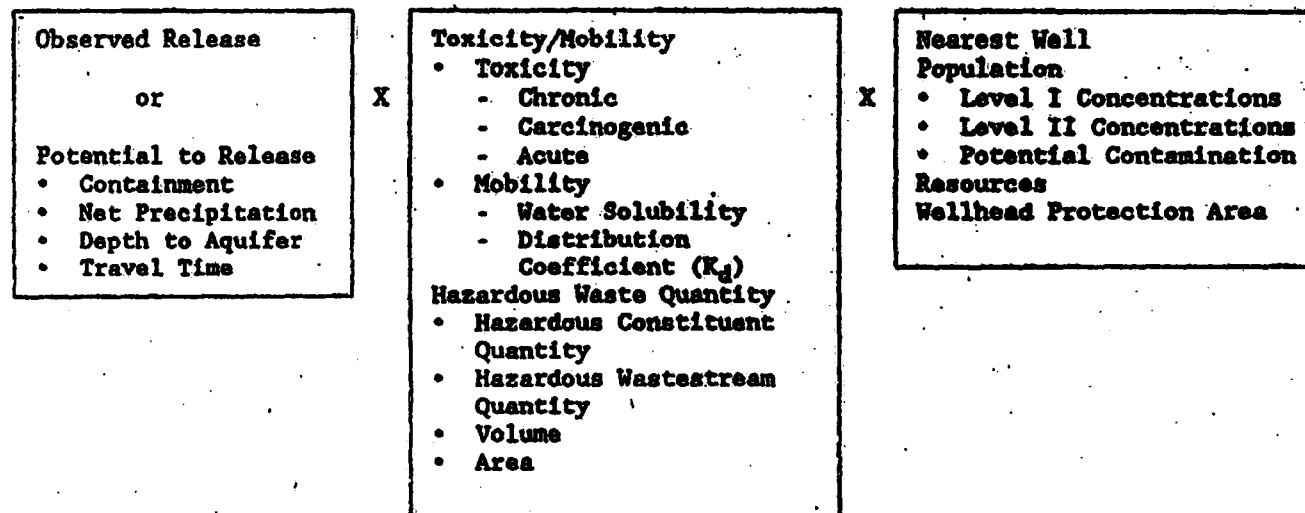 Observed Release
or
Potential to Release
• Containment
• Net Precipitation
• Depth to Aquifer
• Travel Time
X
Toxicity/Mobility
• Toxicity
- Chronic
- Carcinogenic
- Acute
• Mobility
- Water Solubility
- Distribution
Coefficient (Kd)
Hazardous Waste Quantity
• Hazardous Constituent
Quantity
• Hazardous Wastestream
Quantity
• Volume
• Area
X
Nearest Well
Population
• Level I Concentrations
• Level II Concentrations
• Potential Contamination
Resources
Wellhead Protection Area